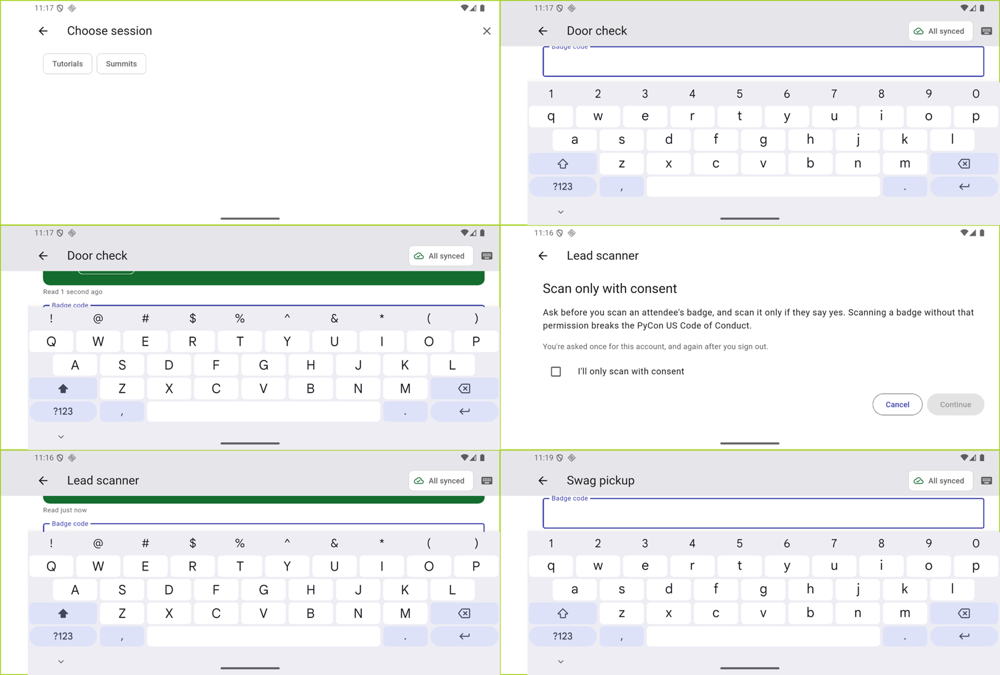 11:17
Choose session
Tutorials Summits
11:17
Door check
All synced
Badge code
1 2 3 4 5 6 7 8 9 0
q w e r t y u i o p
a s d f g h j k l
z x c v b n m
?123 , .
11:17
Door check
All synced
Read 1 second ago
Badge code
! @ # $ % ^ & * ( )
Q W E R T Y U I O P
A S D F G H J K L
Z X C V B N M
?123 , .
11:16
Lead scanner
Scan only with consent
Ask before you scan an attendee's badge, and scan it only if they say yes. Scanning a badge without that
permission breaks the PyCon US Code of Conduct.
You're asked once for this account, and again after you sign out.
I'll only scan with consent
Cancel Continue
11:16
Lead scanner
All synced
Read just now
Badge code
! @ # $ % ^ & * ( )
Q W E R T Y U I O P
A S D F G H J K L
Z X C V B N M
?123 , .
11:19
Swag pickup
All synced
Badge code
1 2 3 4 5 6 7 8 9 0
q w e r t y u i o p
a s d f g h j k l
z x c v b n m
?123 , .